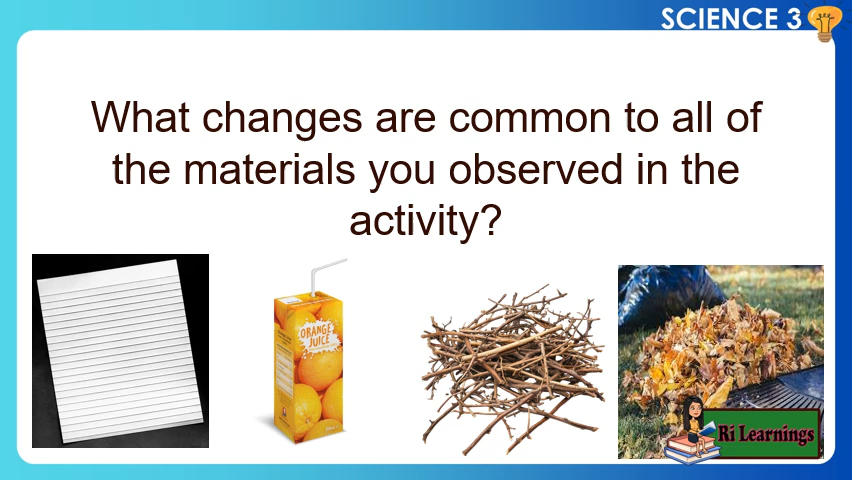 SCIENCE 3
What changes are common to all of
the materials you observed in the
activity?
ORANGE
JUICE
Ri Learnings